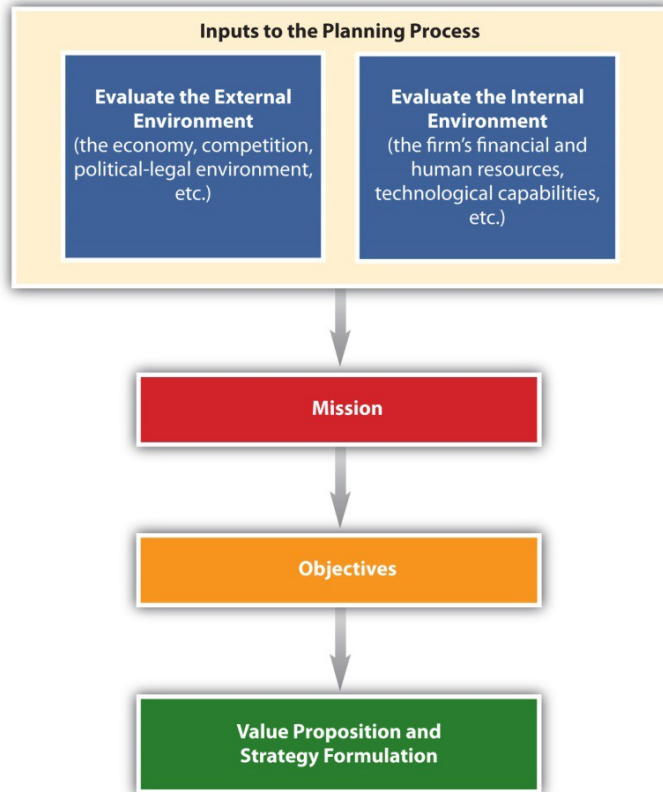 Inputs to the Planning Process
Evaluate the External
Environment
(the economy, competition,
political-legal environment,
etc.)
Evaluate the Internal
Environment
(the firm’s financial and
human resources,
technological capabilities,
etc.)
Mission
Objectives
Value Proposition and
Strategy Formulation